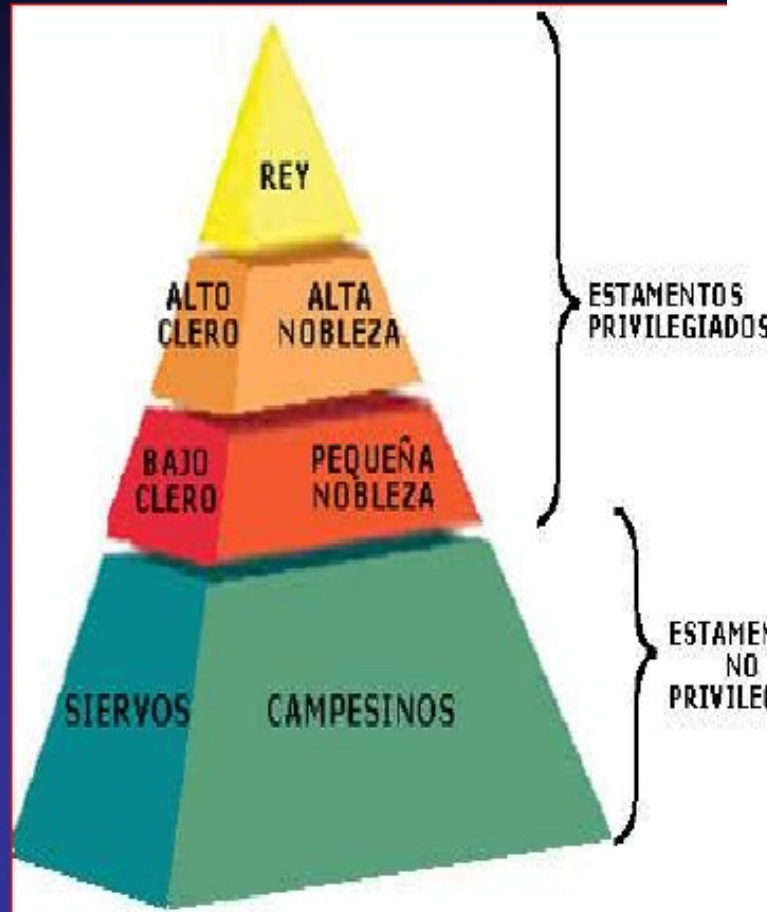 REY
ALTO
CLERO
ALTA
NOBLEZA
ESTAMENTOS
PRIVILEGIADOS
BAJO
CLERO
PEQUEÑA
NOBLEZA
SIERVOS
CAMPESINOS
NO